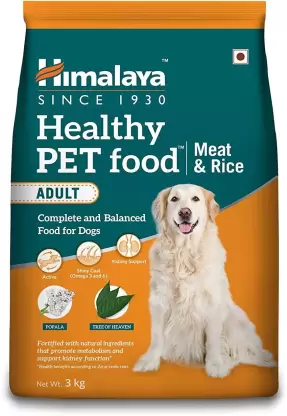 Himalaya™
SINCE 1930
Healthy
PET food™
Meat
& Rice
ADULT
Complete and Balanced
Food for Dogs
Active
Shiny Coat
(Omega 3 and 6)
Kidney Support
POPALA
TREE OF HEAVEN
Fortified with natural ingredients
that promote metabolism and
support kidney function*
Net Wt. 3 kg